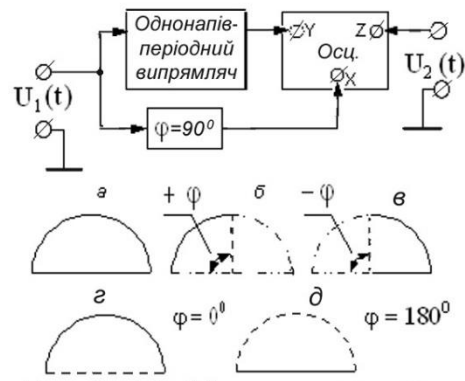 Однонапів-
періодний
випрямляч
Y
Z
Осц.
X
U₁(t)
U₂(t)
φ=90⁰
а
+ φ
б
− φ
в
г
φ = 0⁰
д
φ = 180⁰